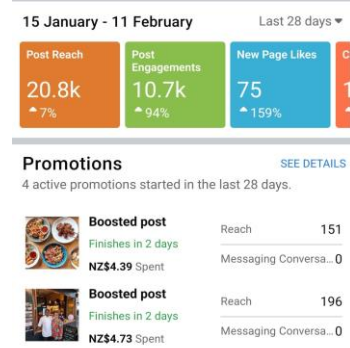 15 January - 11 February Last 28 days
Post Reach
Post Engagements
New Page Likes
C
20.8k
10.7k
75
1
7%
94%
159%
Promotions SEE DETAILS
4 active promotions started in the last 28 days.
Boosted post
Finishes in 2 days
NZ$4.39 Spent
Reach 151
Messaging Conversa... 0
Boosted post
Finishes in 2 days
NZ$4.73 Spent
Reach 196
Messaging Conversa... 0